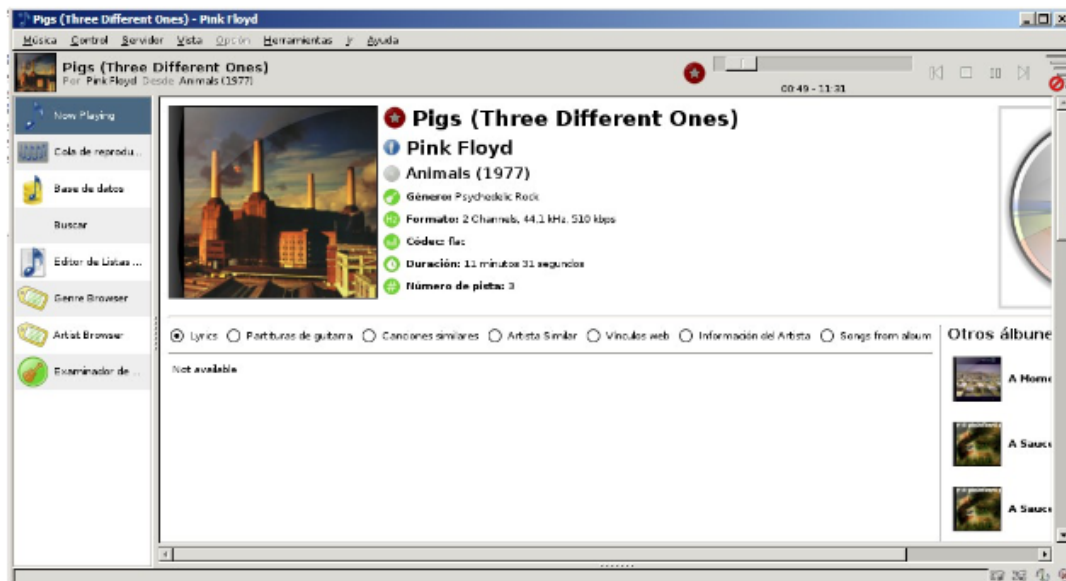 Pigs (Three Different Ones) - Pink Floyd
Música Control Servidor Vista Opción Herramientas Ir Ayuda
Pigs (Three Different Ones)
Por Pink Floyd Desde Animals (1977)
00:49 - 11:31
Now Playing
Cola de reprodu...
Base de datos
Buscar
Editor de Listas ...
Genre Browser
Artist Browser
Examinador de ...
Pigs (Three Different Ones)
Pink Floyd
Animals (1977)
Género: Psychedelic Rock
Formato: 2 Channels, 44.1 kHz, 510 kbps
Códec: flac
Duración: 11 minutos 31 segundos
Número de pista: 3
Lyrics Partituras de guitarra Canciones similares Artista Similar Vínculos web Información del Artista Songs from album
Not available
Otros álbune
A Home
A Sauce
A Sauce